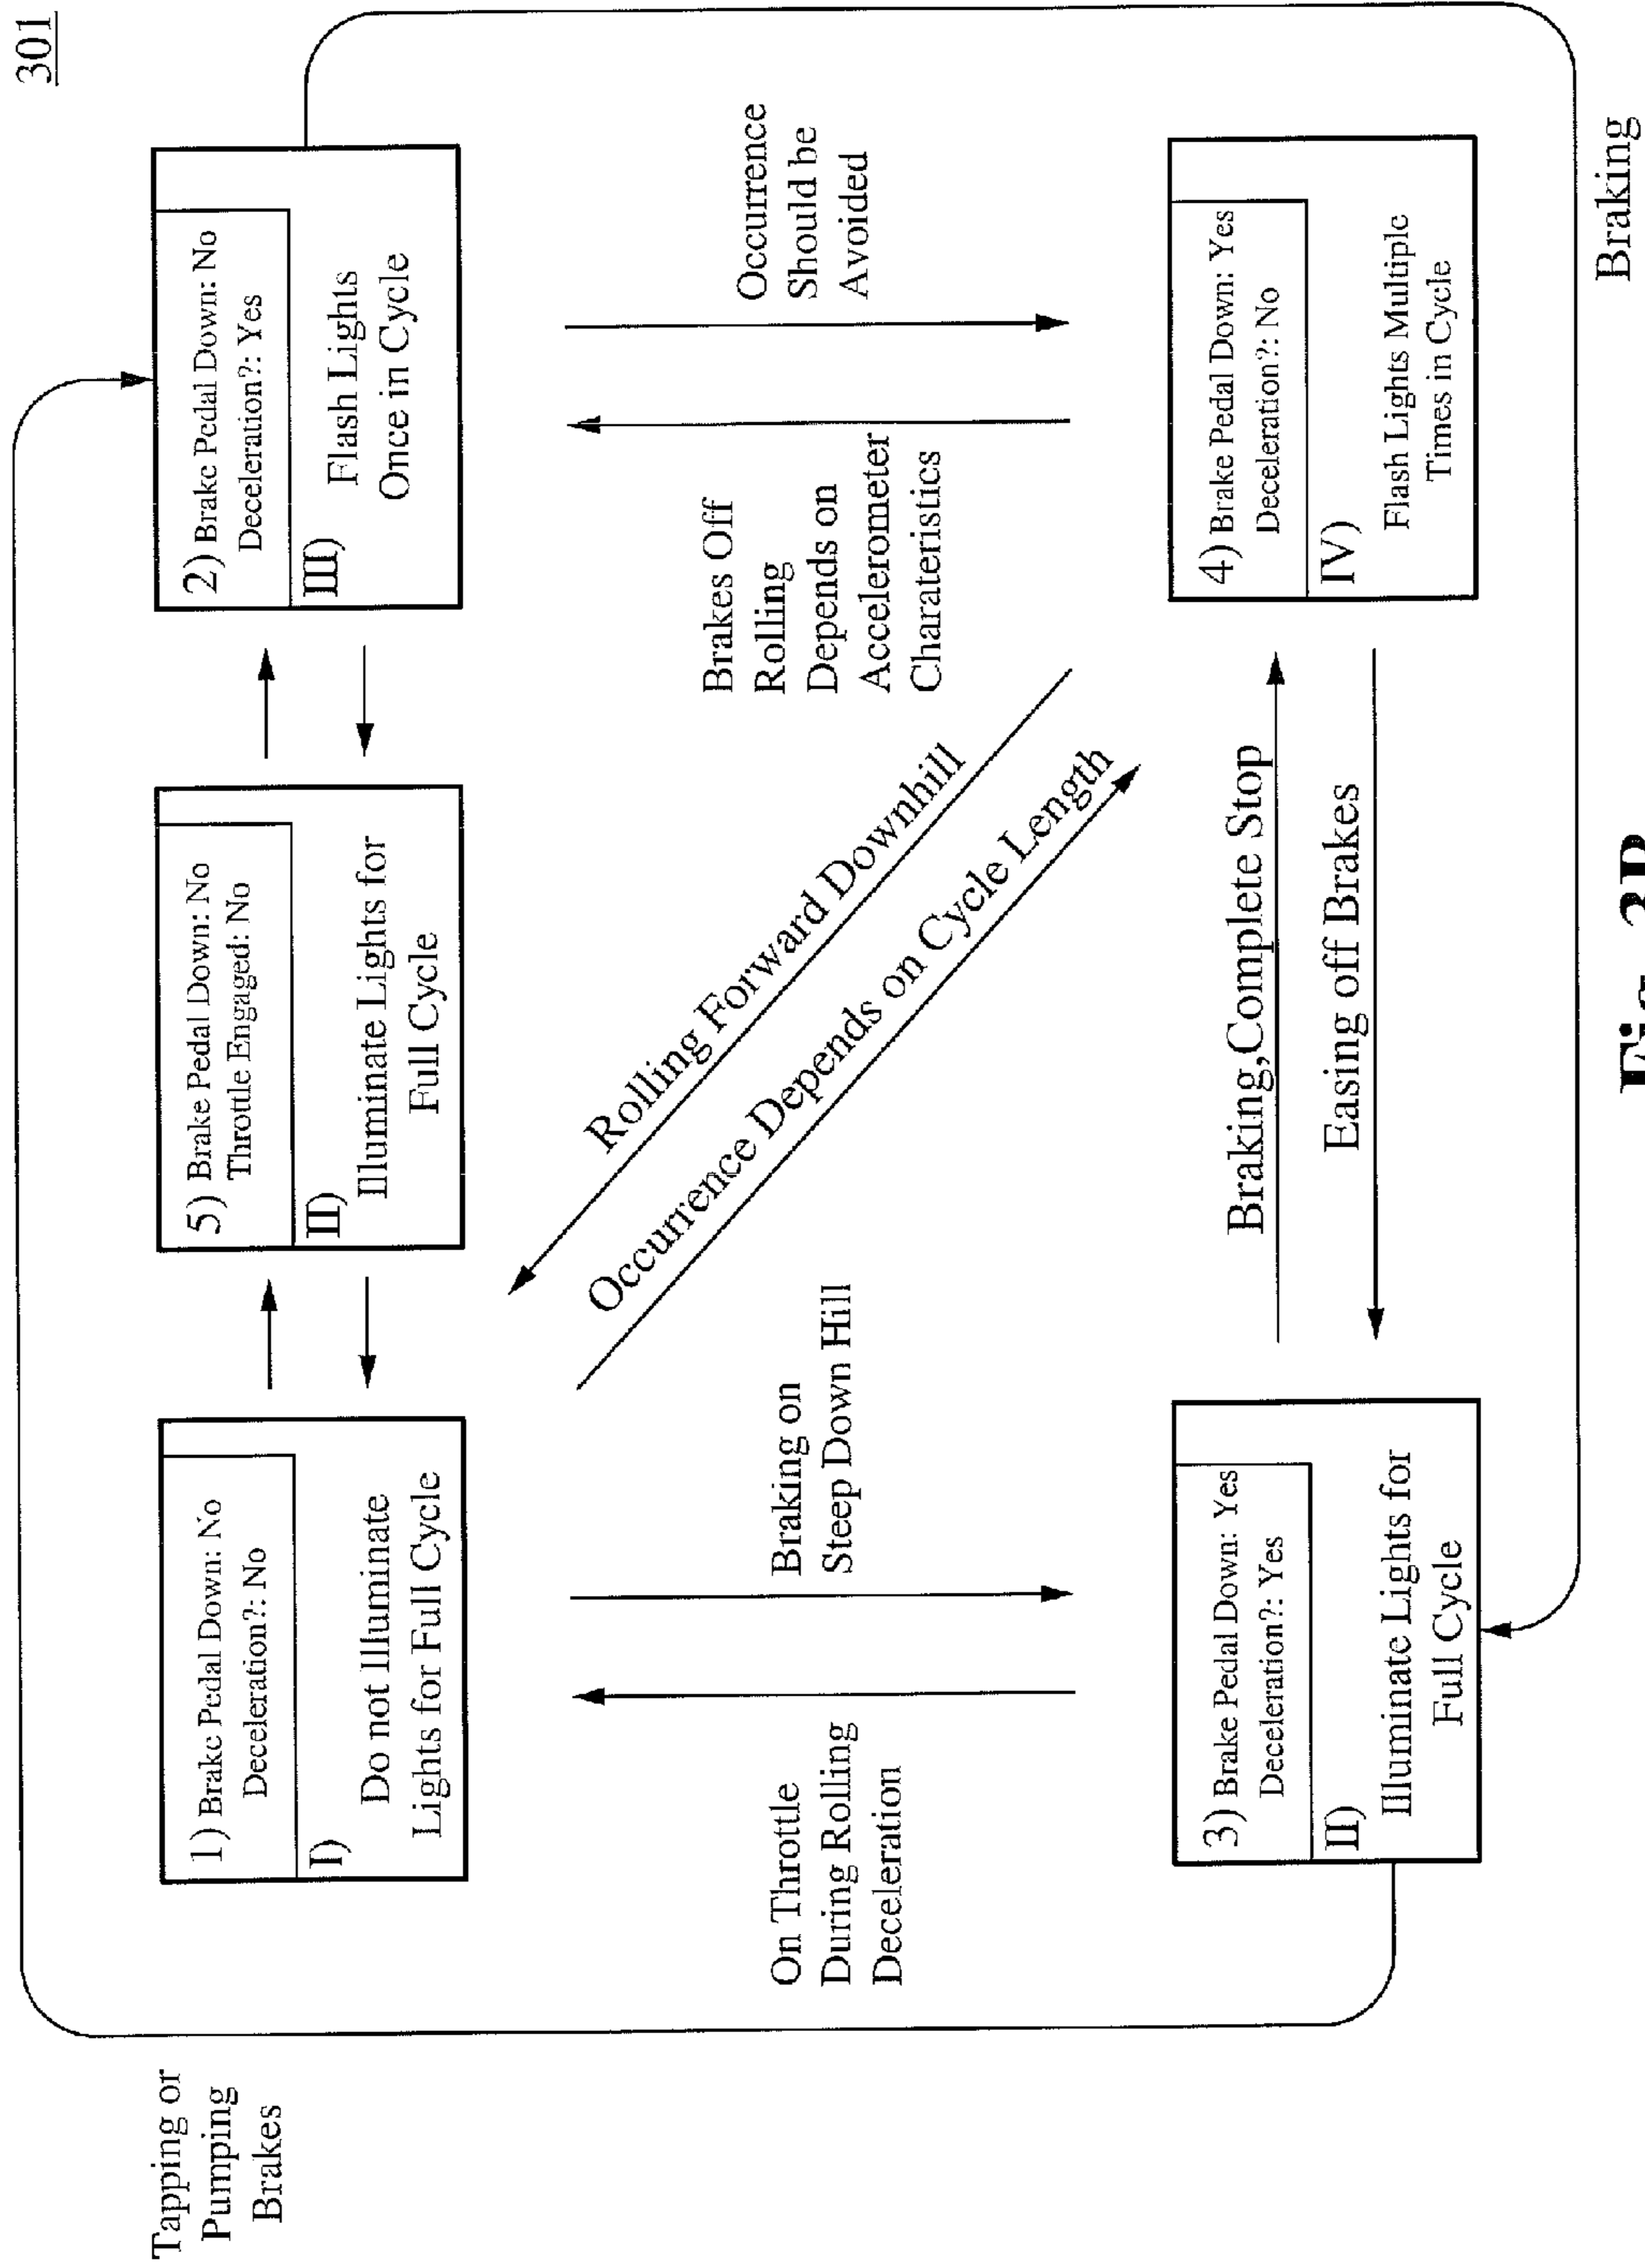 301
Tapping or
Pumping
Brakes
1) Brake Pedal Down: No
Deceleration?: No
I)
Do not Illuminate
Lights for Full Cycle
5) Brake Pedal Down: No
Throttle Engaged: No
II)
Illuminate Lights for
Full Cycle
2) Brake Pedal Down: No
Deceleration?: Yes
III)
Flash Lights
Once in Cycle
On Throttle
During Rolling
Deceleration
Braking on
Steep Down Hill
Rolling Forward Downhill
Occurrence Depends on Cycle Length
Brakes Off
Rolling
Depends on
Accelerometer
Charateristics
Occurrence
Should be
Avoided
3) Brake Pedal Down: Yes
Deceleration?: Yes
II)
Illuminate Lights for
Full Cycle
Braking,Complete Stop
Easing off Brakes
4) Brake Pedal Down: Yes
Deceleration?: No
IV)
Flash Lights Multiple
Times in Cycle
Braking